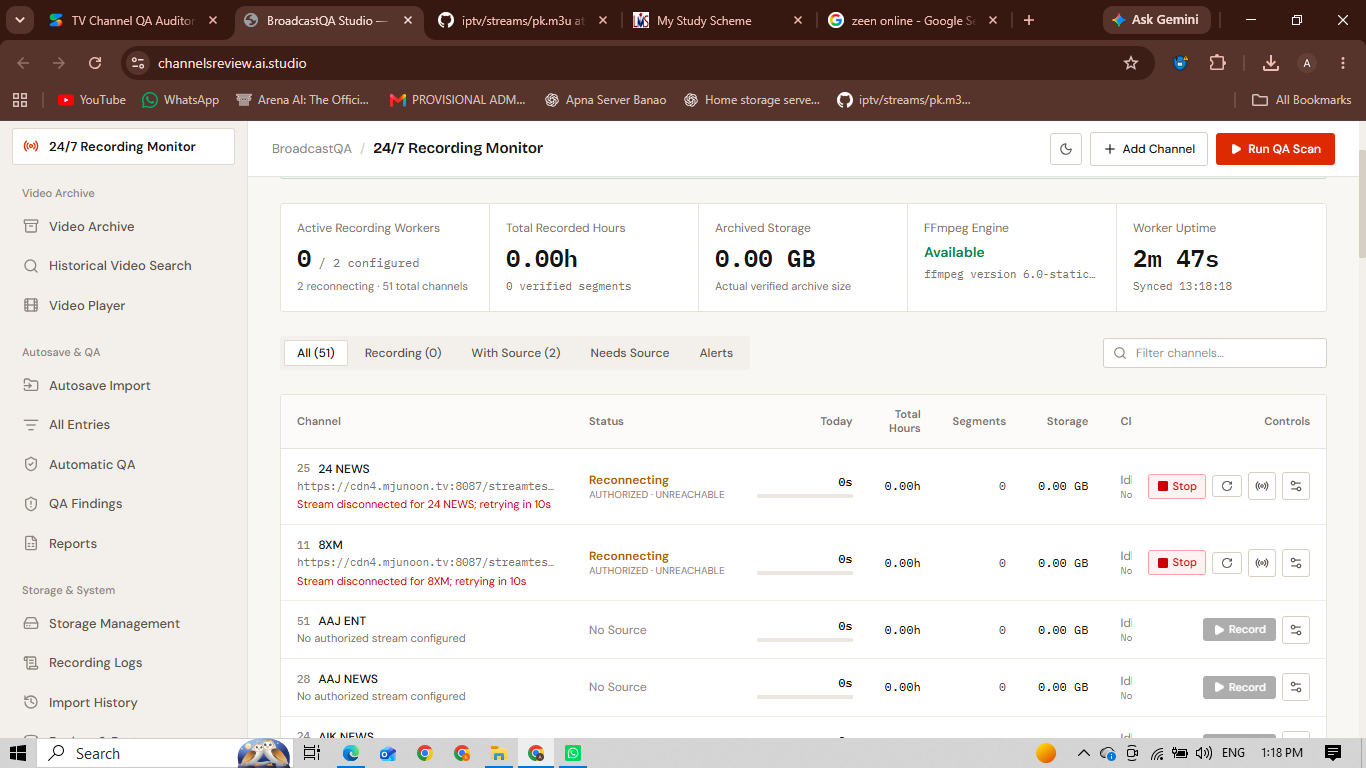 TV Channel QA Auditor
BroadcastQA Studio —
iptv/streams/pk.m3u at
My Study Scheme
zeen online - Google Se
Ask Gemini
channelsreview.ai.studio
A
YouTube
WhatsApp
Arena AI: The Offici...
PROVISIONAL ADM...
Apna Server Banao
Home storage serve...
iptv/streams/pk.m3...
All Bookmarks
24/7 Recording Monitor
BroadcastQA / 24/7 Recording Monitor
Add Channel
Run QA Scan
Video Archive
Video Archive
Historical Video Search
Video Player
Autosave & QA
Autosave Import
All Entries
Automatic QA
QA Findings
Reports
Storage & System
Storage Management
Recording Logs
Import History
Active Recording Workers
0 / 2 configured
2 reconnecting · 51 total channels
Total Recorded Hours
0.00h
0 verified segments
Archived Storage
0.00 GB
Actual verified archive size
FFmpeg Engine
Available
ffmpeg version 6.0-static…
Worker Uptime
2m 47s
Synced 13:18:18
All (51)
Recording (0)
With Source (2)
Needs Source
Alerts
Filter channels...
Channel
Status
Today
Total
Hours
Segments
Storage
Cl
Controls
25 24 NEWS
https://cdn4.mjunoon.tv:8087/streamtes…
Stream disconnected for 24 NEWS; retrying in 10s
Reconnecting
AUTHORIZED · UNREACHABLE
0s
0.00h
0
0.00 GB
Idl
No
Stop
11 8XM
https://cdn4.mjunoon.tv:8087/streamtes…
Stream disconnected for 8XM; retrying in 10s
Reconnecting
AUTHORIZED · UNREACHABLE
0s
0.00h
0
0.00 GB
Idl
No
Stop
51 AAJ ENT
No authorized stream configured
No Source
0s
0.00h
0
0.00 GB
Idl
No
Record
28 AAJ NEWS
No authorized stream configured
No Source
0s
0.00h
0
0.00 GB
Idl
No
Record
24 AIK NEWS
Search
ENG
1:18 PM